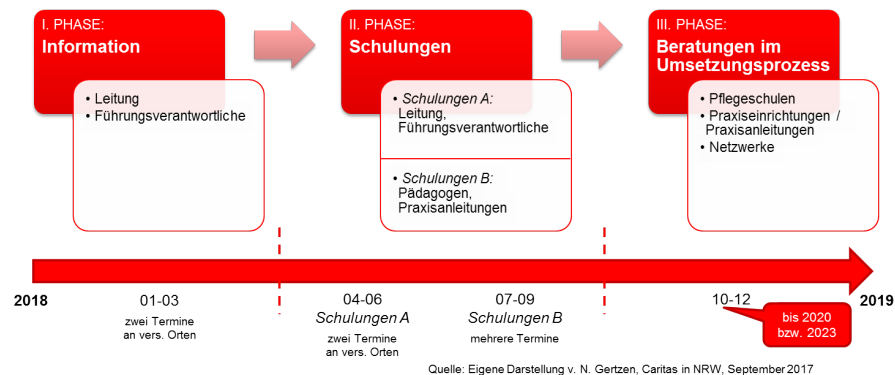 I. PHASE:
Information
• Leitung
• Führungsverantwortliche
II. PHASE:
Schulungen
• Schulungen A:
Leitung,
Führungsverantwortliche
• Schulungen B:
Pädagogen,
Praxisanleitungen
III. PHASE:
Beratungen im
Umsetzungsprozess
• Pflegeschulen
• Praxiseinrichtungen /
Praxisanleitungen
• Netzwerke
2018
01-03
zwei Termine
an vers. Orten
04-06
Schulungen A
zwei Termine
an vers. Orten
07-09
Schulungen B
mehrere Termine
10-12
bis 2020
bzw. 2023
2019
Quelle: Eigene Darstellung v. N. Gertzen, Caritas in NRW, September 2017